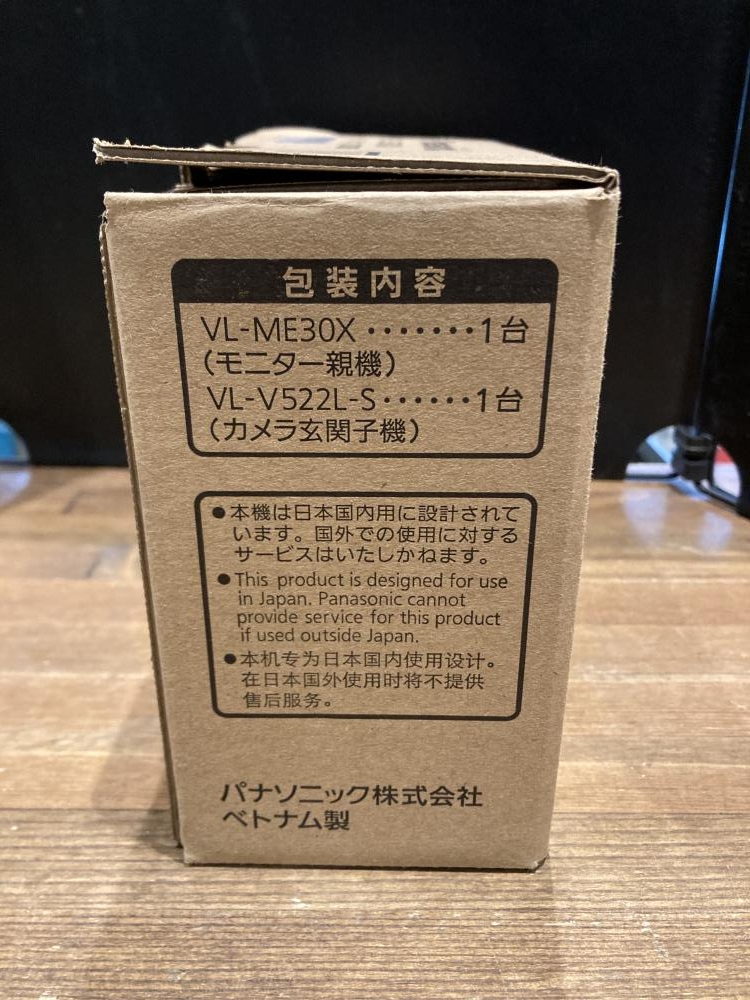 包装内容
VL-ME30X・・・・・・・1台
（モニター親機）
VL-V522L-S・・・・・・1台
（カメラ玄関子機）
●本機は日本国内用に設計されて
います。国外での使用に対する
サービスはいたしかねます。
●This product is designed for use
in Japan. Panasonic cannot
provide service for this product
if used outside Japan.
●本机专为日本国内使用设计。
在日本国外使用时将不提供
售后服务。
パナソニック株式会社
ベトナム製